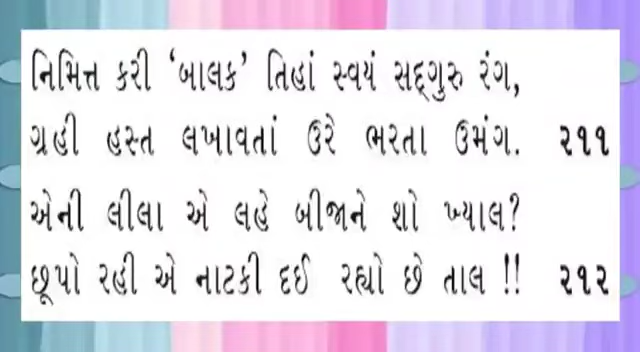 નિમિત્ત કરી ‘બાલક’ તિહાં સ્વયં સદ્ગુરુ રંગ,
ગ્રહી હસ્ત લખાવતાં ઉરે ભરતા ઉમંગ. ૨૧૧
એની લીલા એ લહે બીજાને શો ખ્યાલ?
છૂપો રહી એ નાટકી દઈ રહ્યો છે તાલ !! ૨૧૨